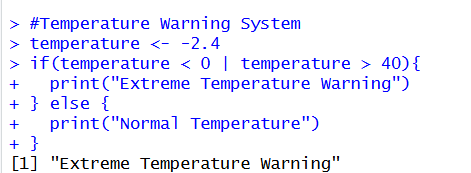 > #Temperature Warning System
> temperature <- -2.4
> if(temperature < 0 | temperature > 40){
+   print("Extreme Temperature Warning")
+ } else {
+   print("Normal Temperature")
+ }
[1] "Extreme Temperature Warning"